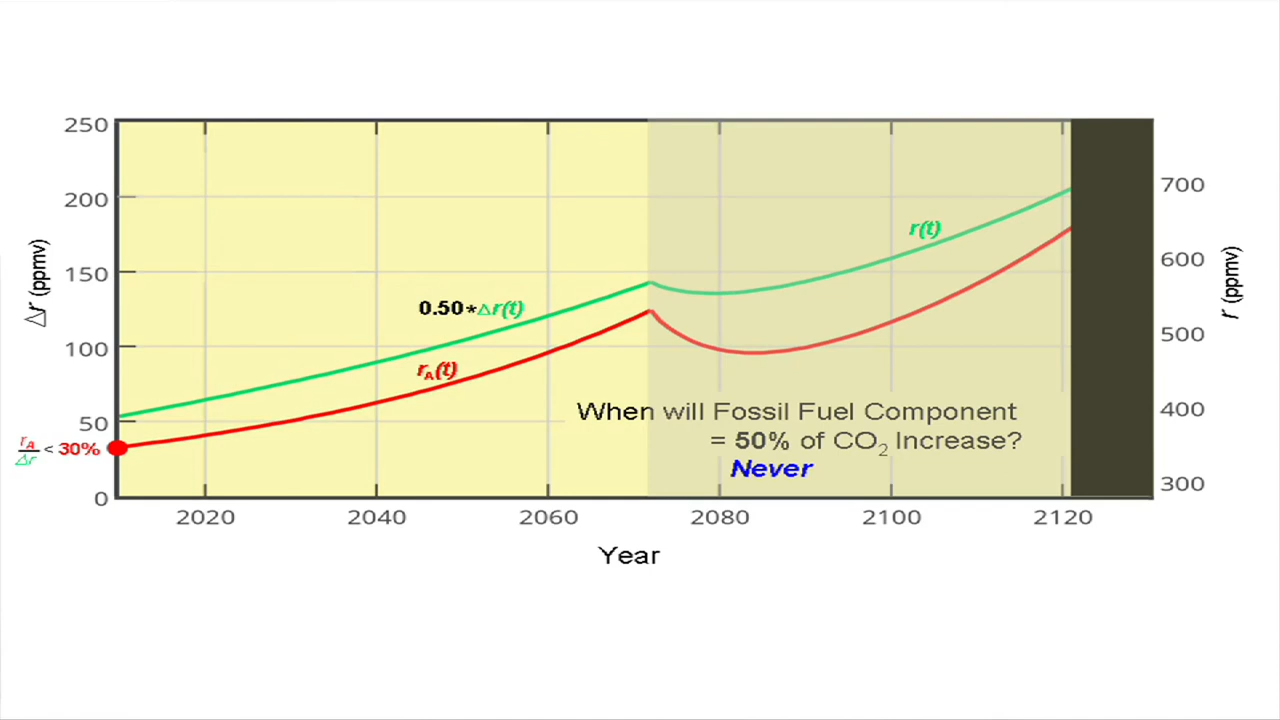 250
200
150
100
50
0
Δr (ppmv)
rA
Δr
< 30%
0.50*Δr(t)
rA(t)
r(t)
When will Fossil Fuel Component
= 50% of CO2 Increase?
Never
700
600
500
400
300
r (ppmv)
2020 2040 2060 2080 2100 2120
Year